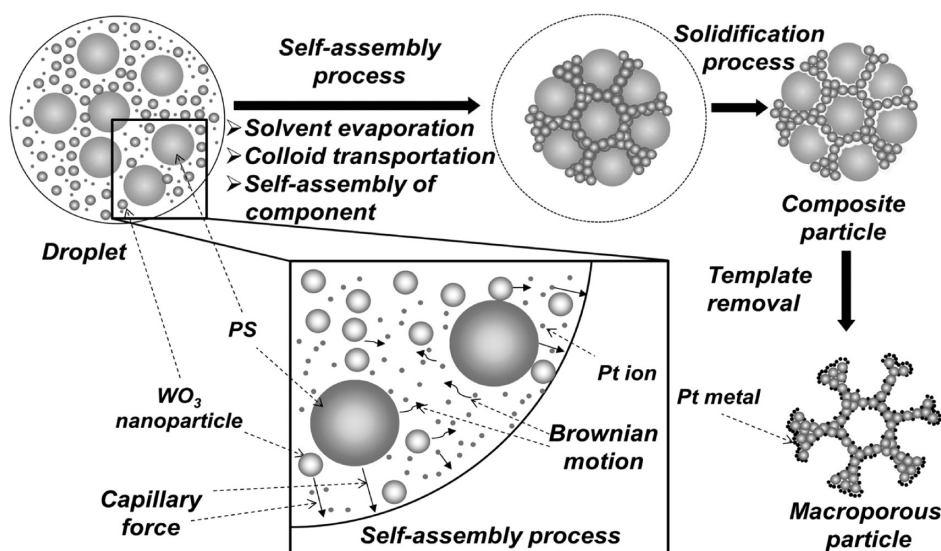 Self-assembly
process
➢Solvent evaporation
➢Colloid transportation
➢Self-assembly of
component
Solidification
process
Droplet
Composite
particle
Template
removal
PS
WO₃
nanoparticle
Capillary
force
Pt ion
Brownian
motion
Self-assembly process
Pt metal
Macroporous
particle